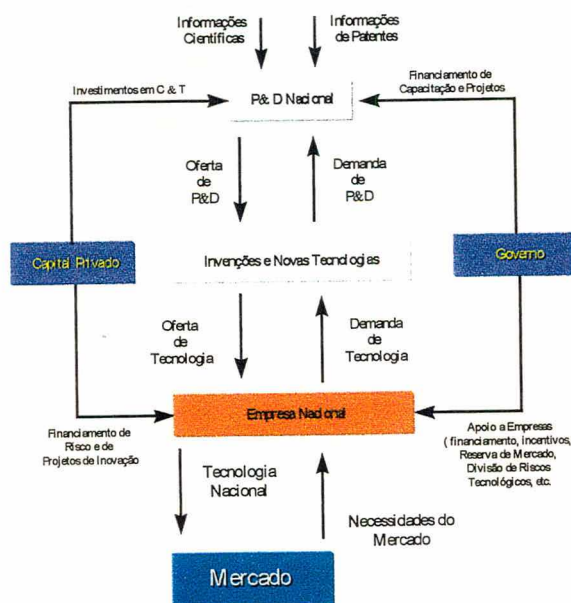 Informações
Científicas
Informações
de Patentes
Investimentos em C & T
P& D Nacional
Financiamento de
Capacitação e Projetos
Oferta
de
P&D
Demanda
de
P&D
Capital Privado
Invenções e Novas Tecnologias
Governo
Oferta
de
Tecnologia
Demanda
de
Tecnologia
Empresa Nacional
Financiamento de
Risco e de
Projetos de Inovação
Apoio a Empresas
( financiamento, incentivos,
Reserva de Mercado,
Divisão de Riscos
Tecnológicos, etc.
Tecnologia
Nacional
Necessidades do
Mercado
Mercado